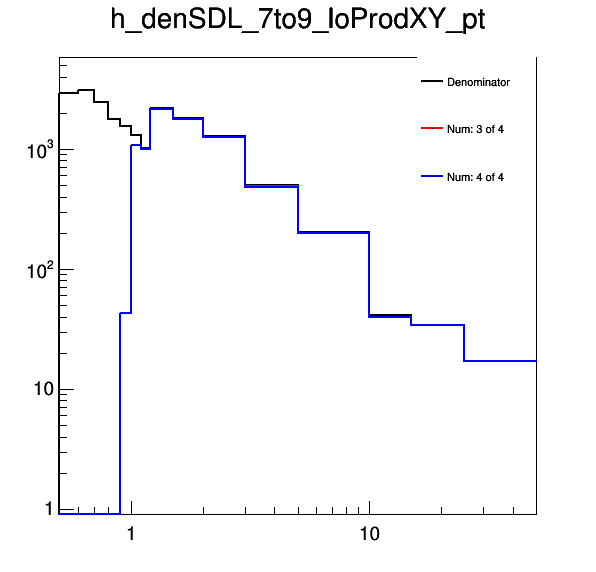 h_denSDL_7to9_loProdXY_pt
Denominator
Num: 3 of 4
Num: 4 of 4
10³
10²
10
1
1
10